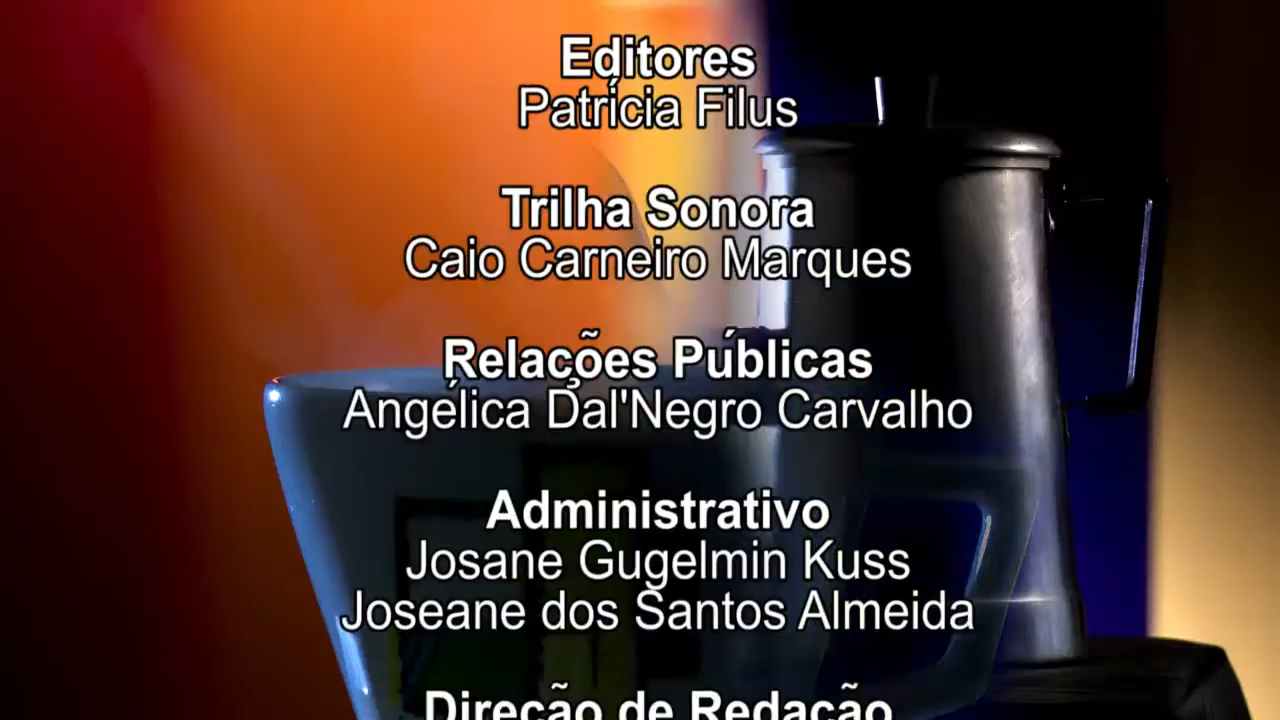 Editores
Patrícia Filus
Trilha Sonora
Caio Carneiro Marques
Relações Públicas
Angélica Dal'Negro Carvalho
Administrativo
Josane Gugelmin Kuss
Joseane dos Santos Almeida
Direção de Redação